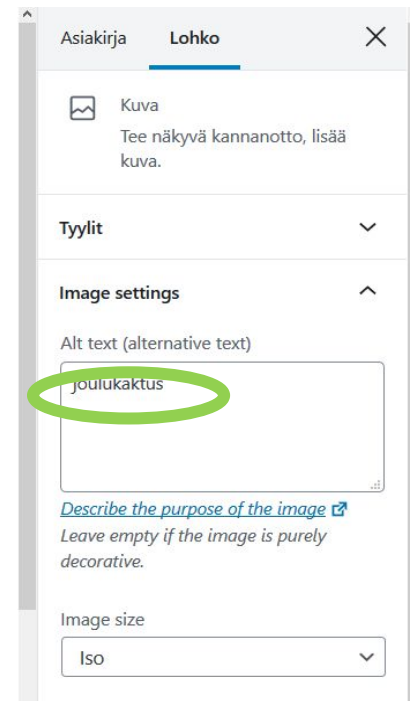 Asiakirja Lohko
Kuva
Tee näkyvä kannanotto, lisää
kuva.
Tyylit
Image settings
Alt text (alternative text)
joulukaktus
Describe the purpose of the image
Leave empty if the image is purely
decorative.
Image size
Iso